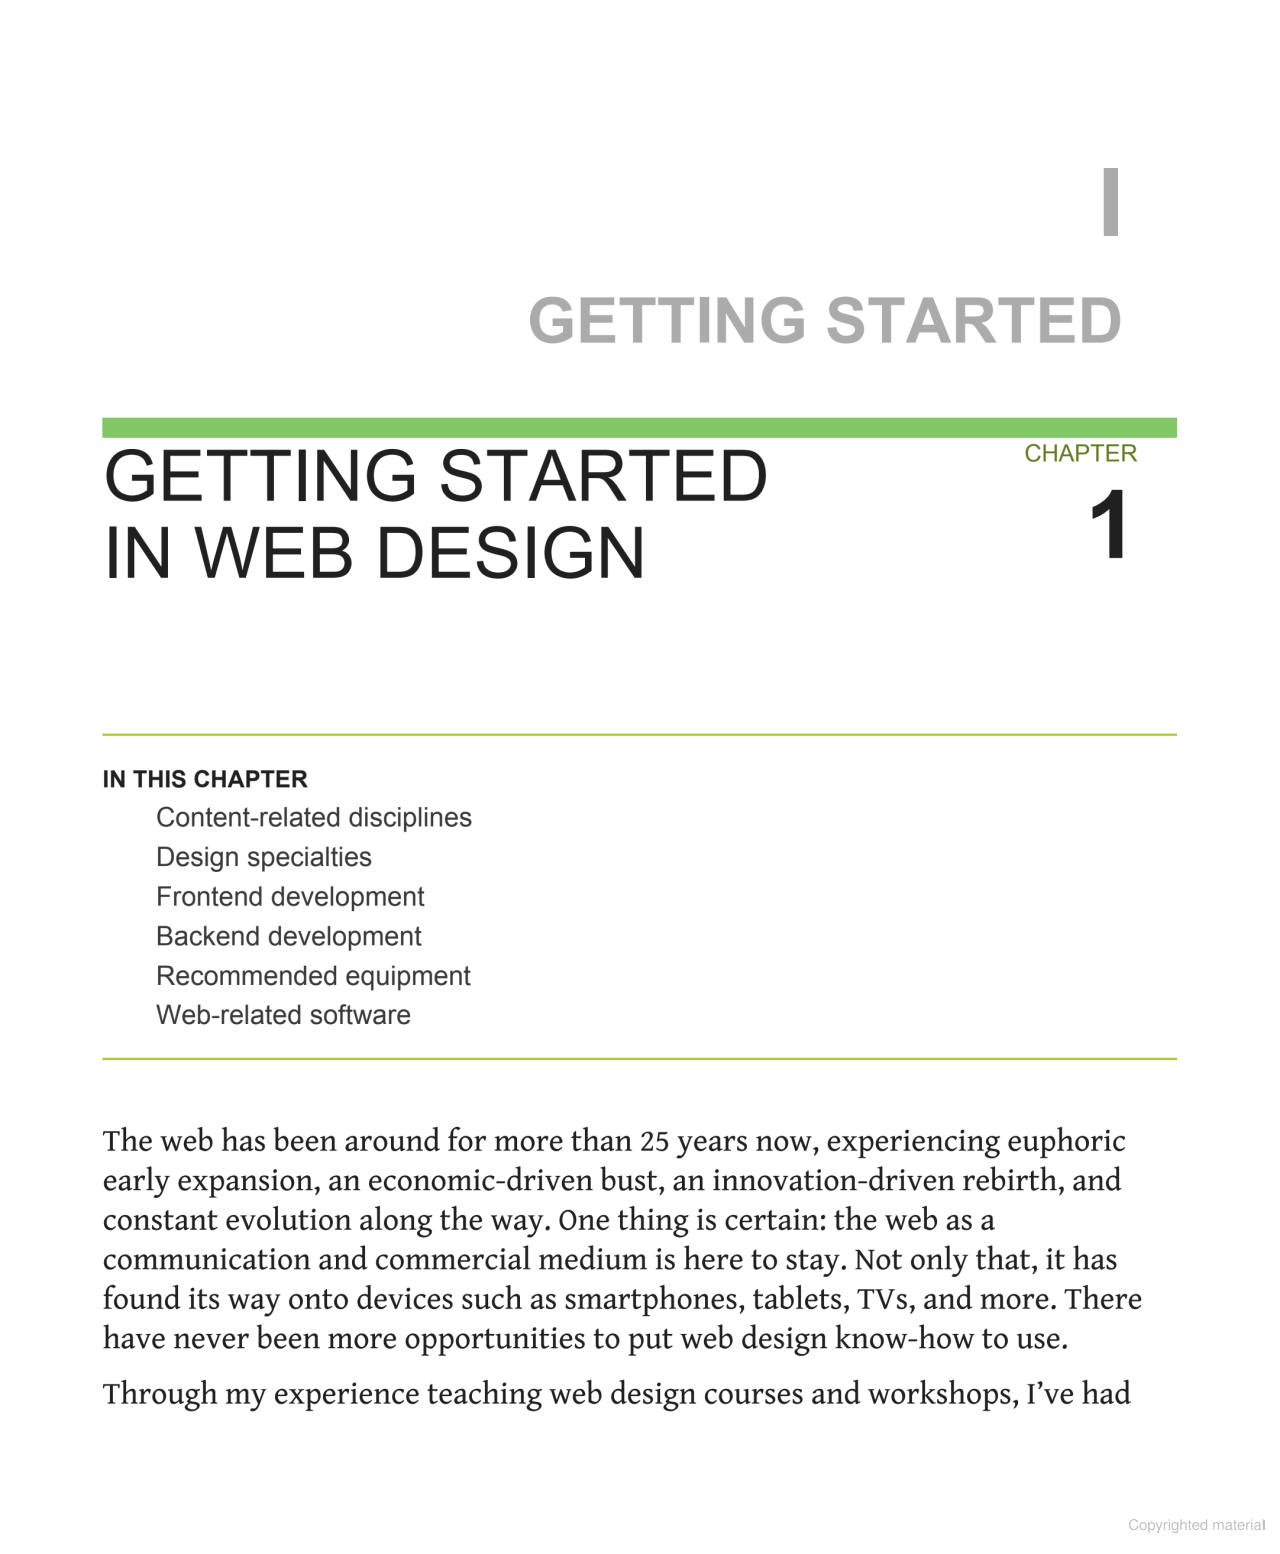 I
GETTING STARTED
GETTING STARTED
IN WEB DESIGN
CHAPTER
1
IN THIS CHAPTER
Content-related disciplines
Design specialties
Frontend development
Backend development
Recommended equipment
Web-related software
The web has been around for more than 25 years now, experiencing euphoric
early expansion, an economic-driven bust, an innovation-driven rebirth, and
constant evolution along the way. One thing is certain: the web as a
communication and commercial medium is here to stay. Not only that, it has
found its way onto devices such as smartphones, tablets, TVs, and more. There
have never been more opportunities to put web design know-how to use.
Through my experience teaching web design courses and workshops, I’ve had
Copyrighted material